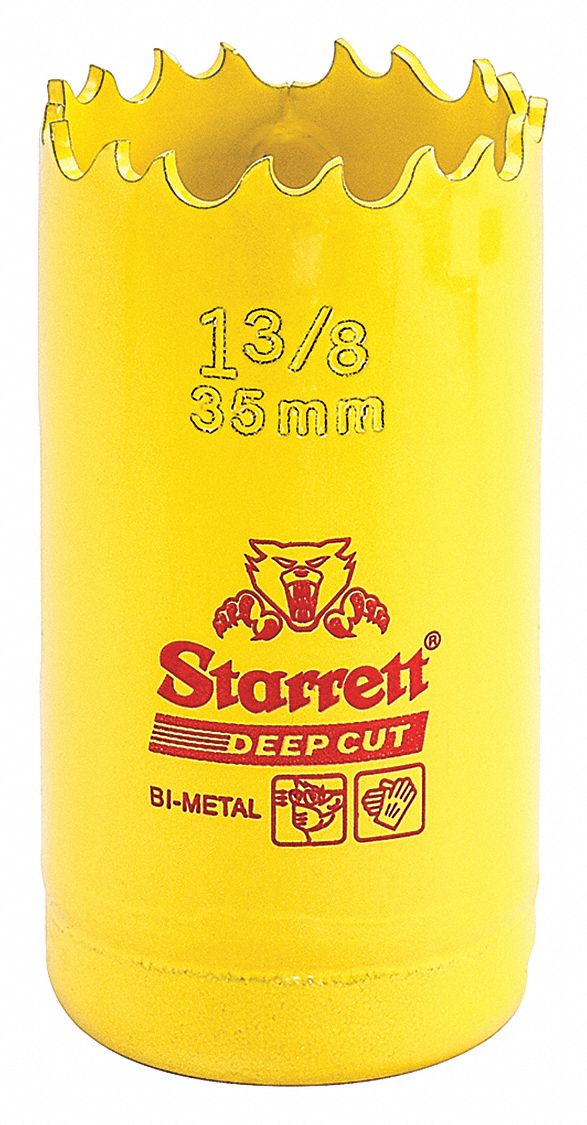 1 3/8
35mm
Starrett®
DEEP CUT
BI-METAL